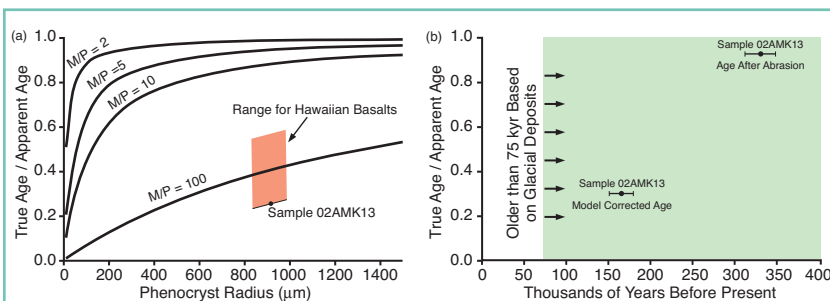 (a)
True Age / Apparent Age
1.0
0.8
0.6
0.4
0.2
0.0
M/P = 2
M/P =5
M/P = 10
M/P = 100
Range for Hawaiian Basalts
Sample 02AMK13
0 200 400 600 800 1000 1200 1400
Phenocryst Radius (μm)
(b)
True Age / Apparent Age
1.0
0.8
0.6
0.4
0.2
0.0
Older than 75 kyr Based
on Glacial Deposits
Sample 02AMK13
Age After Abrasion
Sample 02AMK13
Model Corrected Age
0 50 100 150 200 250 300 350 400
Thousands of Years Before Present